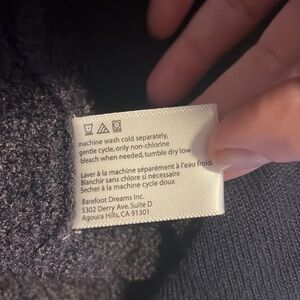 machine wash cold separately,
gentle cycle, only non-chlorine
bleach when needed, tumble dry low
Laver à la machine séparément à l'eau froide.
Blanchir sans chlore si nécessaire
Secher à la machine cycle doux
Barefoot Dreams Inc.
5302 Derry Ave. Suite D
Agoura Hills, CA 91301